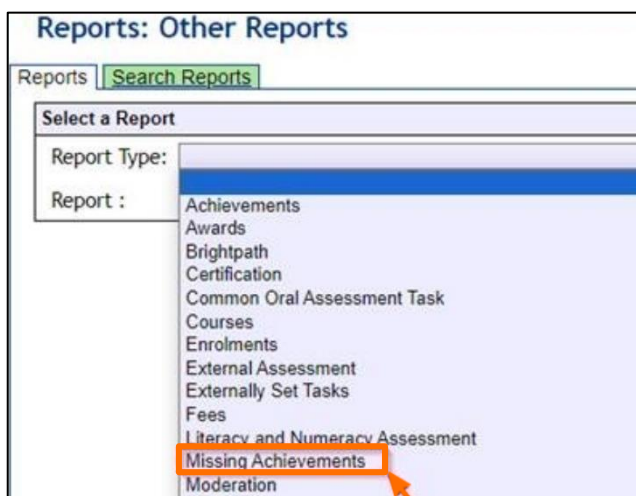 Reports: Other Reports
Reports Search Reports
Select a Report
Report Type:
Report :
Achievements
Awards
Brightpath
Certification
Common Oral Assessment Task
Courses
Enrolments
External Assessment
Externally Set Tasks
Fees
Literacy and Numeracy Assessment
Missing Achievements
Moderation